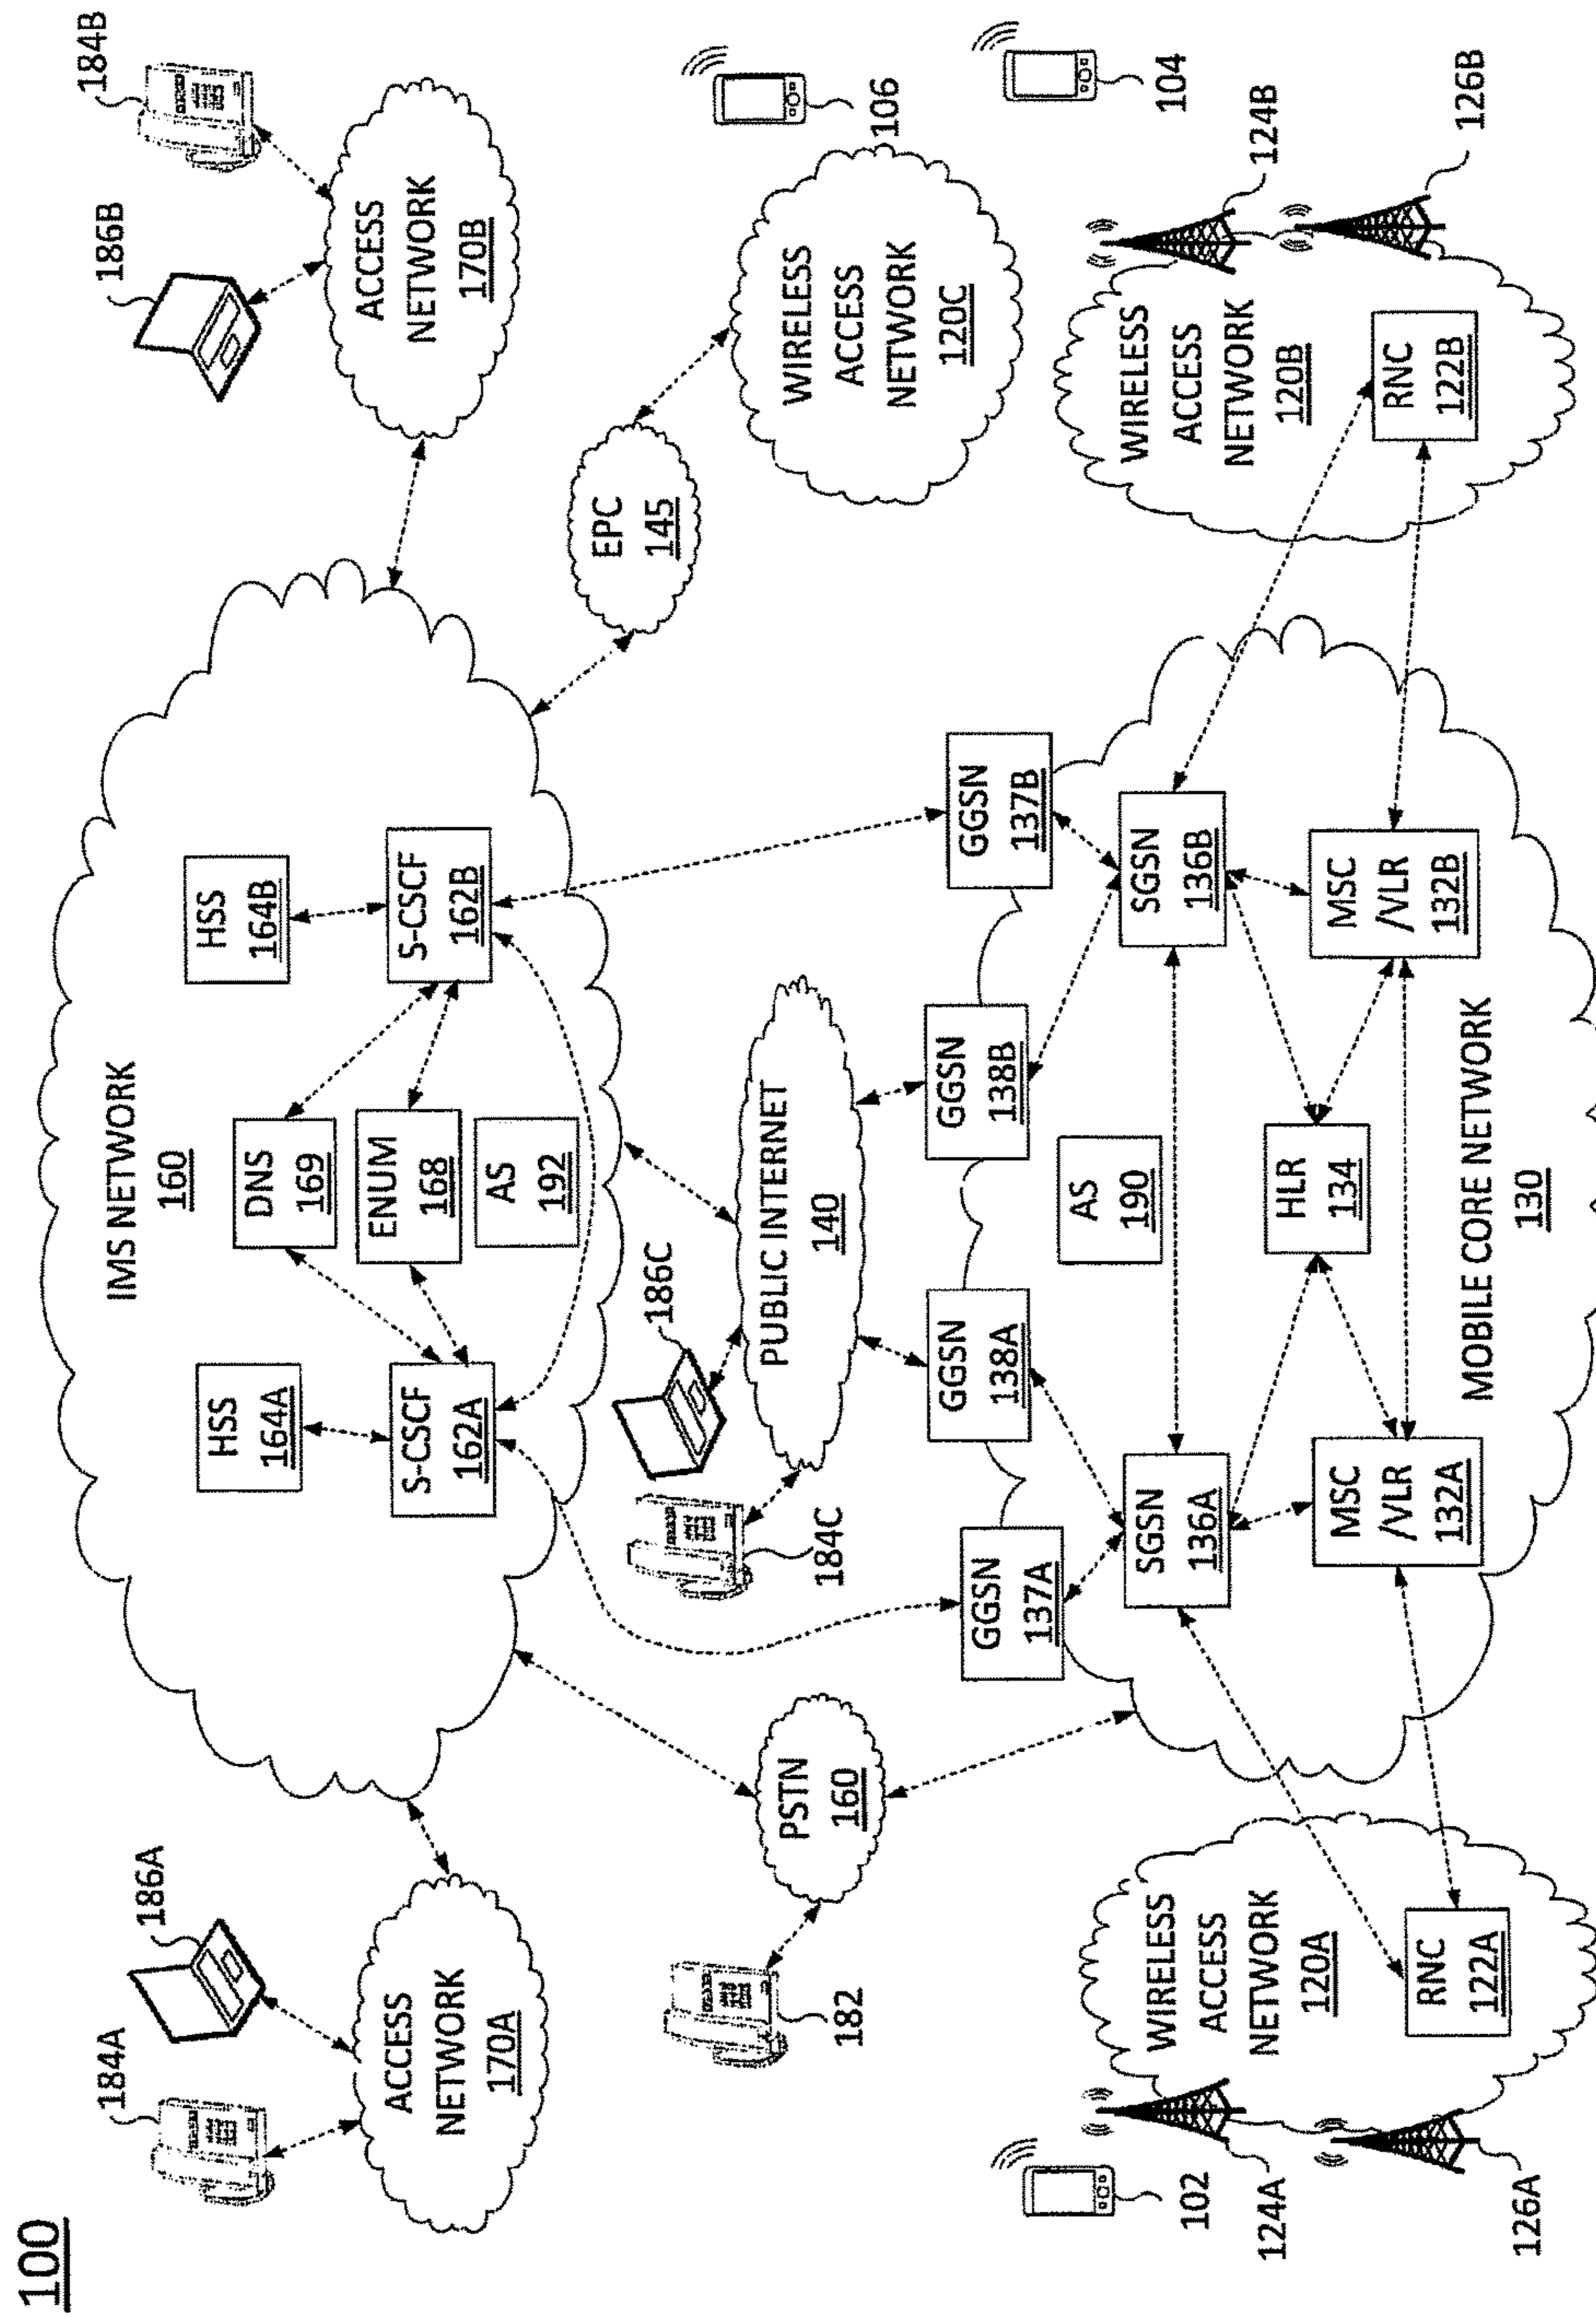 100
184A
186A
ACCESS
NETWORK
170A
IMS NETWORK
160
HSS
164A
S-CSCF
162A
DNS
169
ENUM
168
AS
192
HSS
164B
S-CSCF
162B
186B
184B
ACCESS
NETWORK
170B
182
PSTN
160
184C
186C
PUBLIC INTERNET
140
EPC
145
WIRELESS
ACCESS
NETWORK
120C
106
104
102
124A
126A
WIRELESS
ACCESS
NETWORK
120A
RNC
122A
GGSN
137A
GGSN
138A
GGSN
138B
GGSN
137B
SGSN
136A
AS
190
SGSN
136B
MSC
/VLR
132A
HLR
134
MSC
/VLR
132B
MOBILE CORE NETWORK
130
WIRELESS
ACCESS
NETWORK
120B
RNC
122B
124B
126B